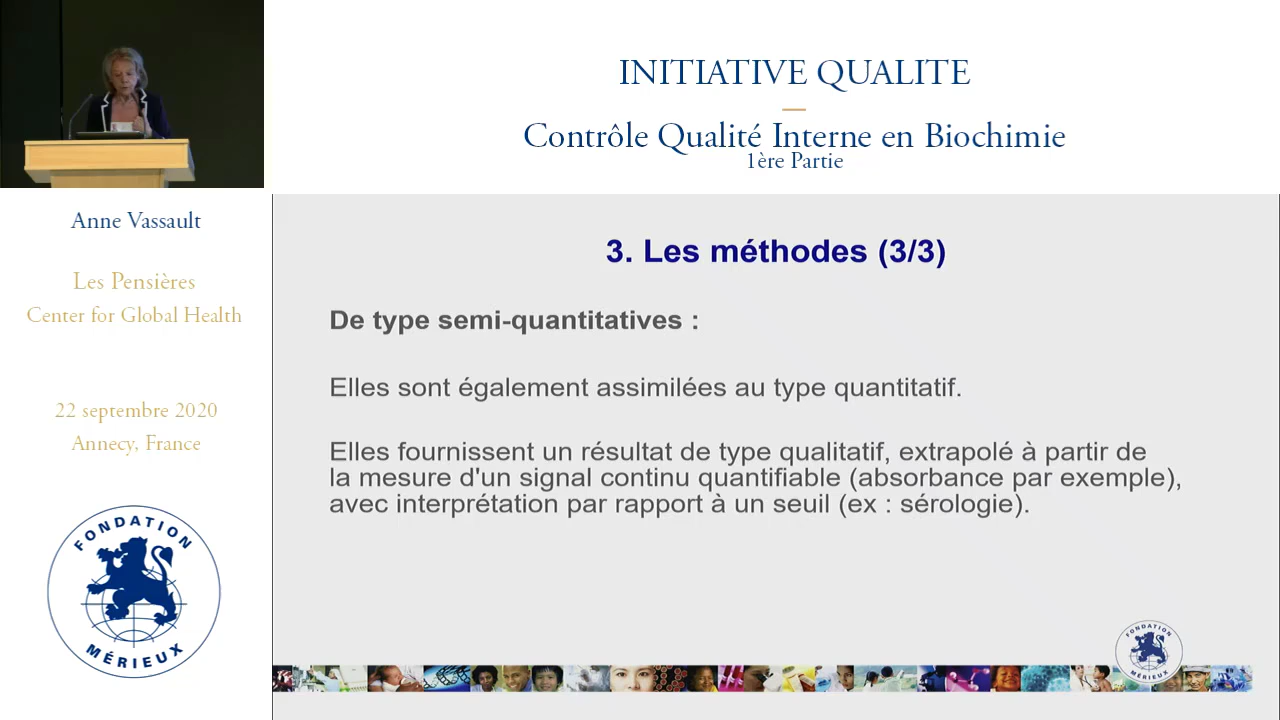 INITIATIVE QUALITE
Contrôle Qualité Interne en Biochimie
1ère Partie
Anne Vassault
Les Pensières
Center for Global Health
22 septembre 2020
Annecy, France
FONDATION
MÉRIEUX
3. Les méthodes (3/3)
De type semi-quantitatives :
Elles sont également assimilées au type quantitatif.
Elles fournissent un résultat de type qualitatif, extrapolé à partir de
la mesure d'un signal continu quantifiable (absorbance par exemple),
avec interprétation par rapport à un seuil (ex : sérologie).
FONDATION
MÉRIEUX